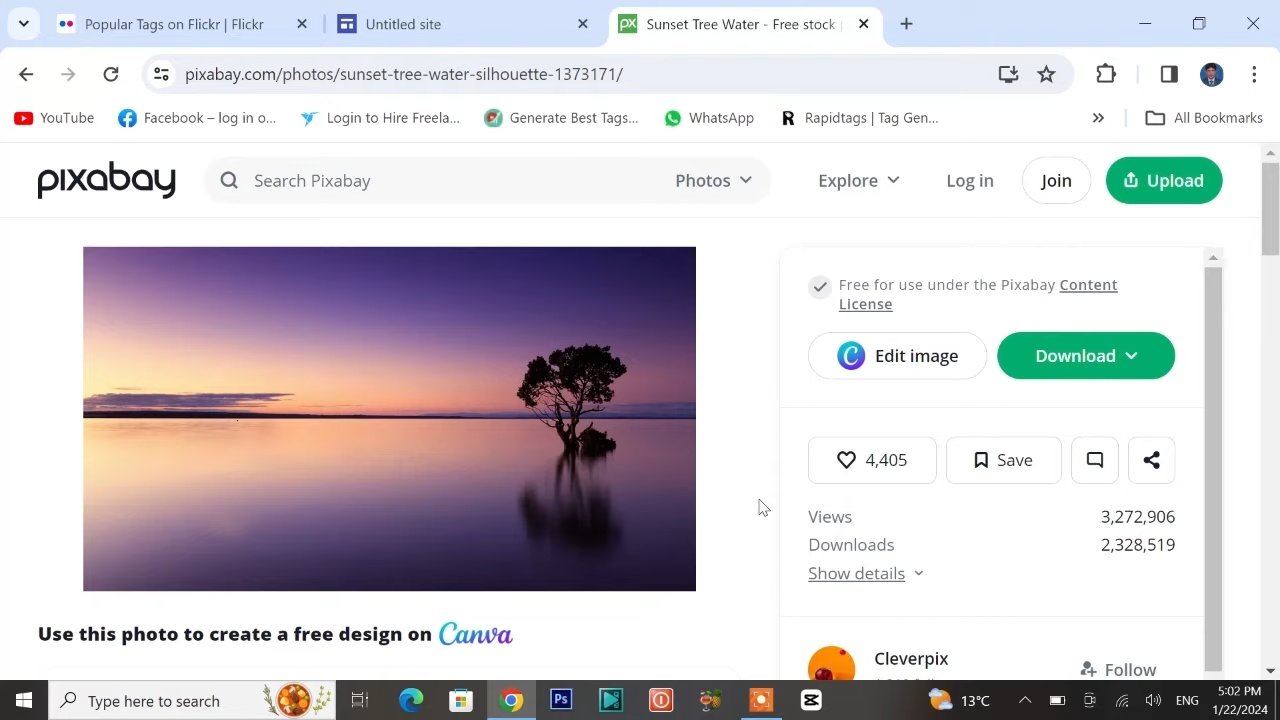 Popular Tags on Flickr | Flickr
Untitled site
Sunset Tree Water - Free stock
pixabay.com/photos/sunset-tree-water-silhouette-1373171/
YouTube
Facebook – log in o...
Login to Hire Freela...
Generate Best Tags...
WhatsApp
Rapidtags | Tag Gen...
»
All Bookmarks
pixabay
Search Pixabay
Photos
Explore
Log in
Join
Upload
Free for use under the Pixabay Content
License
Edit image
Download
4,405
Save
Views 3,272,906
Downloads 2,328,519
Show details
Use this photo to create a free design on Canva
Cleverpix
Follow
Type here to search
13°C
ENG
5:02 PM
1/22/2024